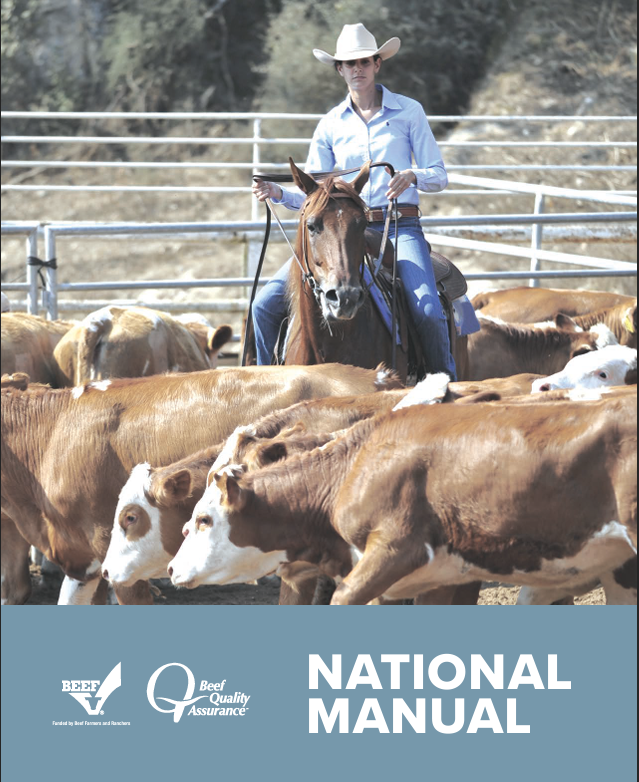 BEEF
Funded by Beef Farmers and Ranchers
Beef
Quality
Assurance
NATIONAL
MANUAL